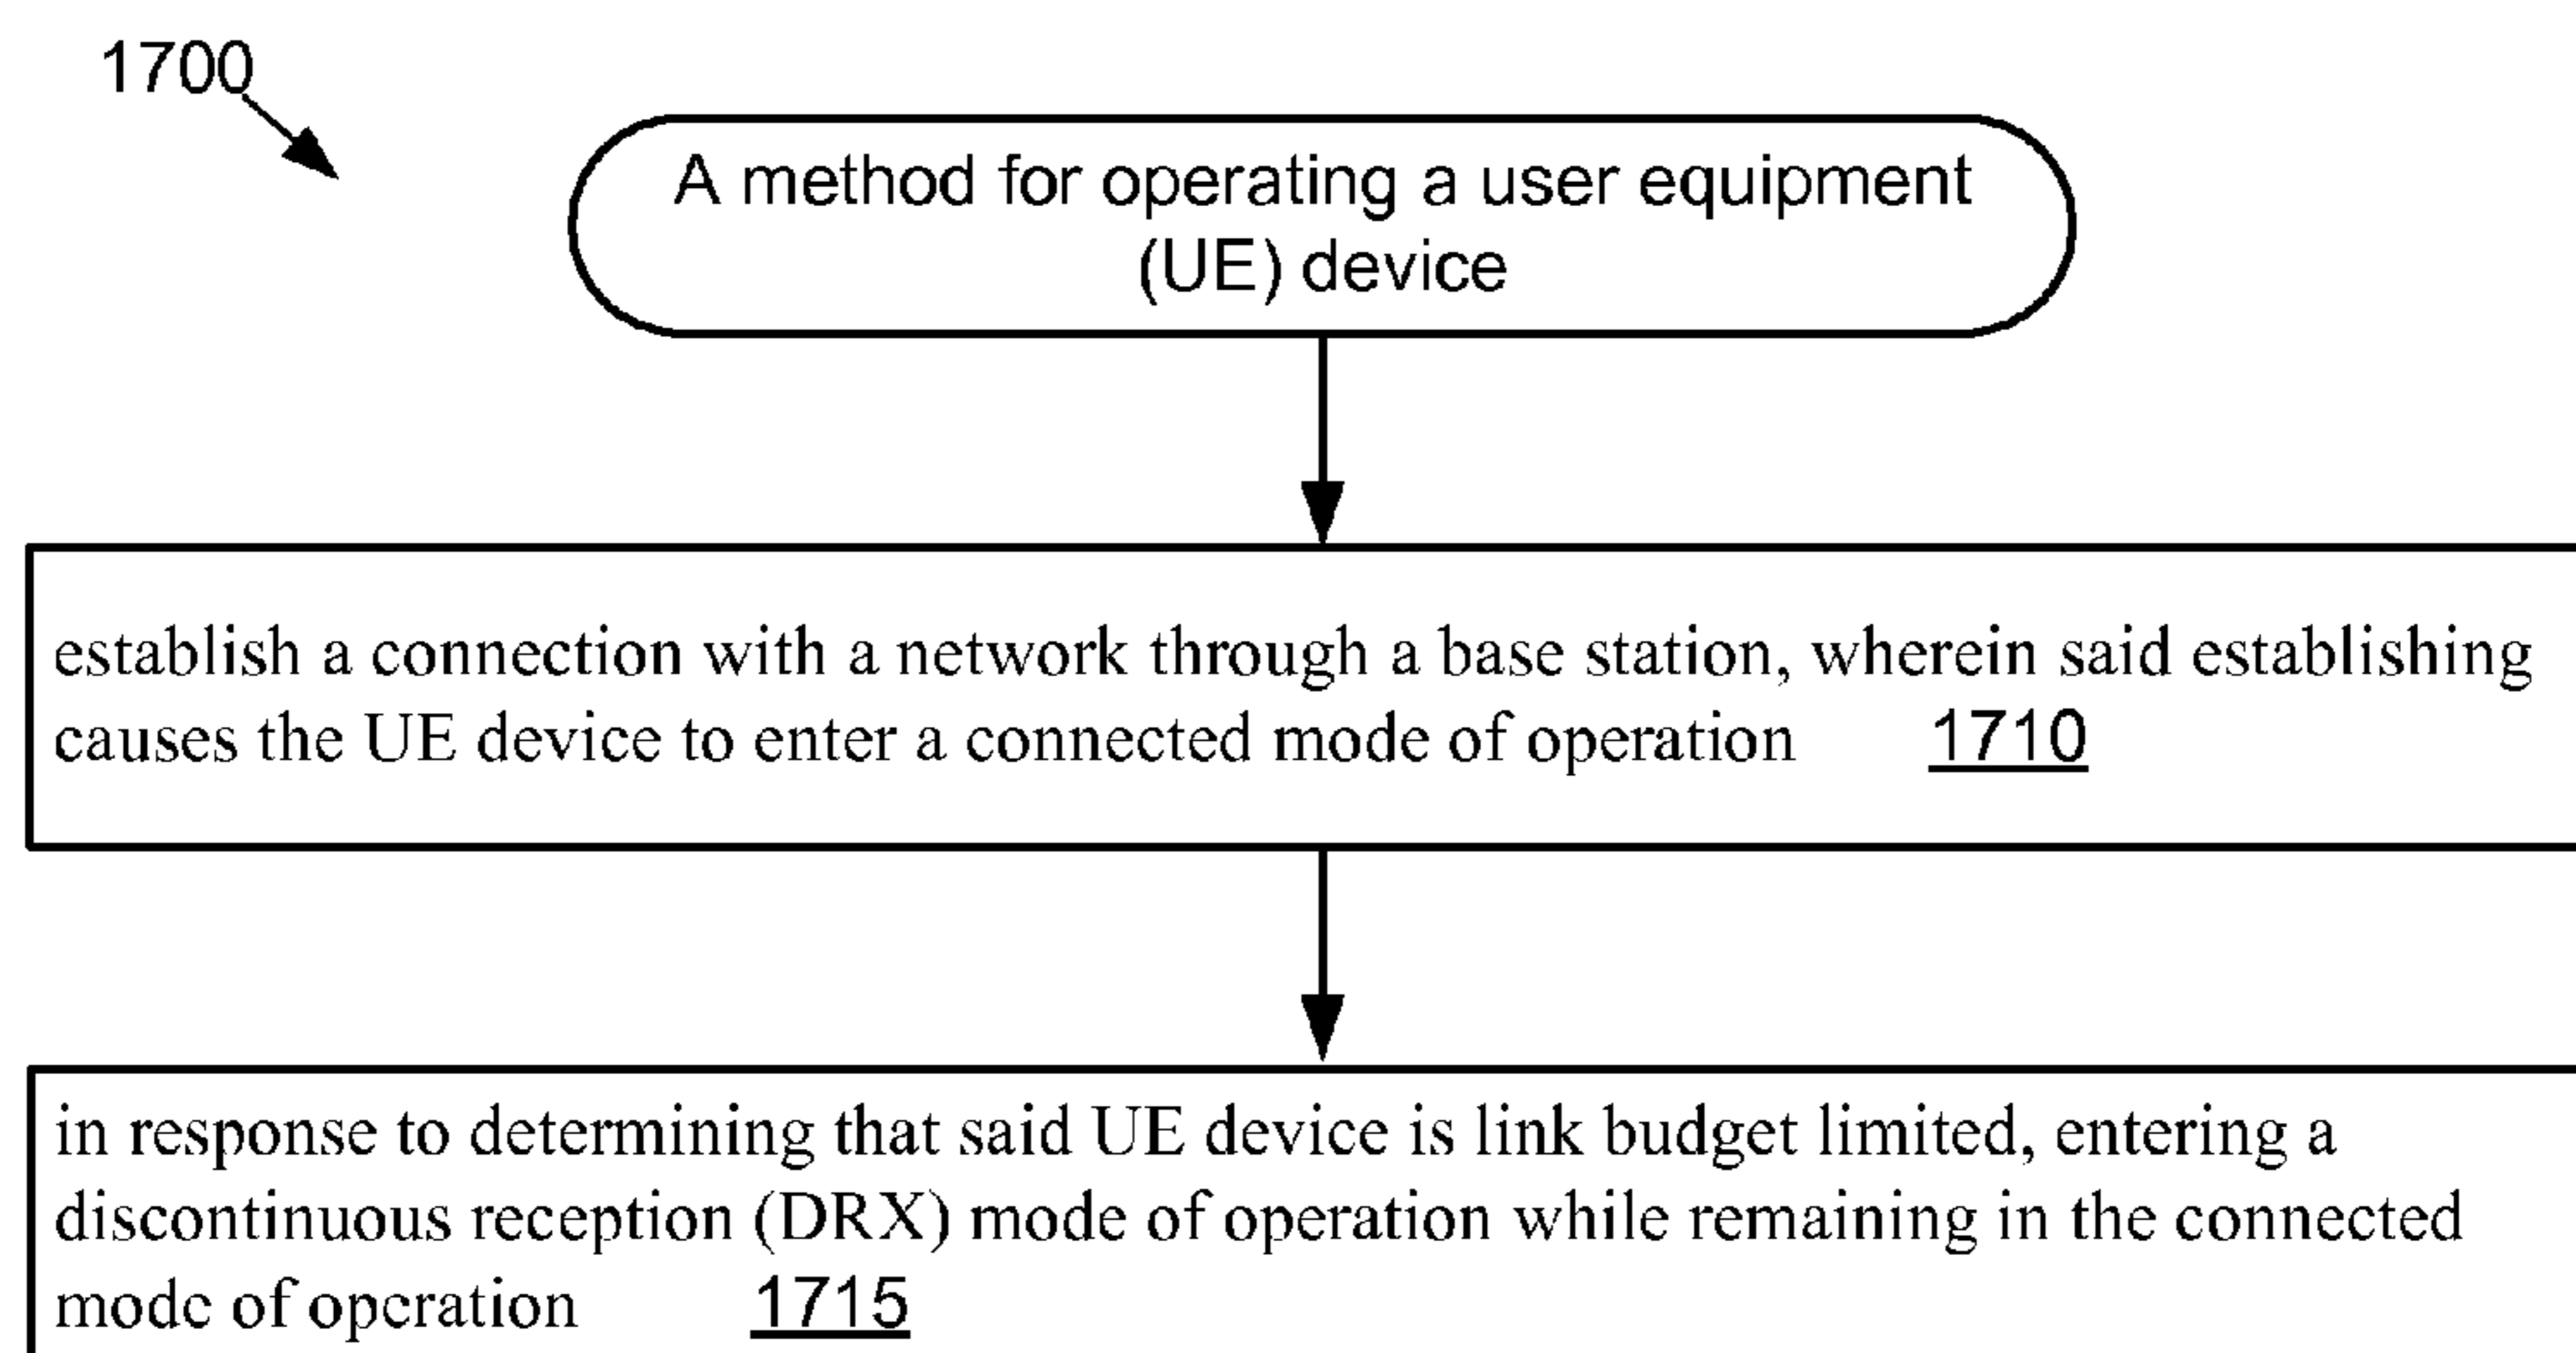 1700
A method for operating a user equipment
(UE) device
establish a connection with a network through a base station, wherein said establishing
causes the UE device to enter a connected mode of operation 1710
in response to determining that said UE device is link budget limited, entering a
discontinuous reception (DRX) mode of operation while remaining in the connected
mode of operation 1715